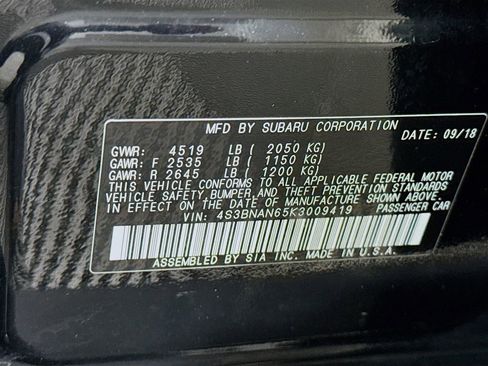 MFD BY SUBARU CORPORATION
DATE: 09/18
GVWR: 4519 LB ( 2050 KG)
GAWR: F 2535 LB ( 1150 KG)
GAWR: R 2645 LB ( 1200 KG)
THIS VEHICLE CONFORMS TO ALL APPLICABLE FEDERAL MOTOR
VEHICLE SAFETY, BUMPER, AND THEFT PREVENTION STANDARDS
IN EFFECT ON THE DATE OF MANUFACTURE SHOWN ABOVE.
VIN: 4S3BNAN65K3009419 PASSENGER CAR
ASSEMBLED BY SIA INC. MADE IN U.S.A.